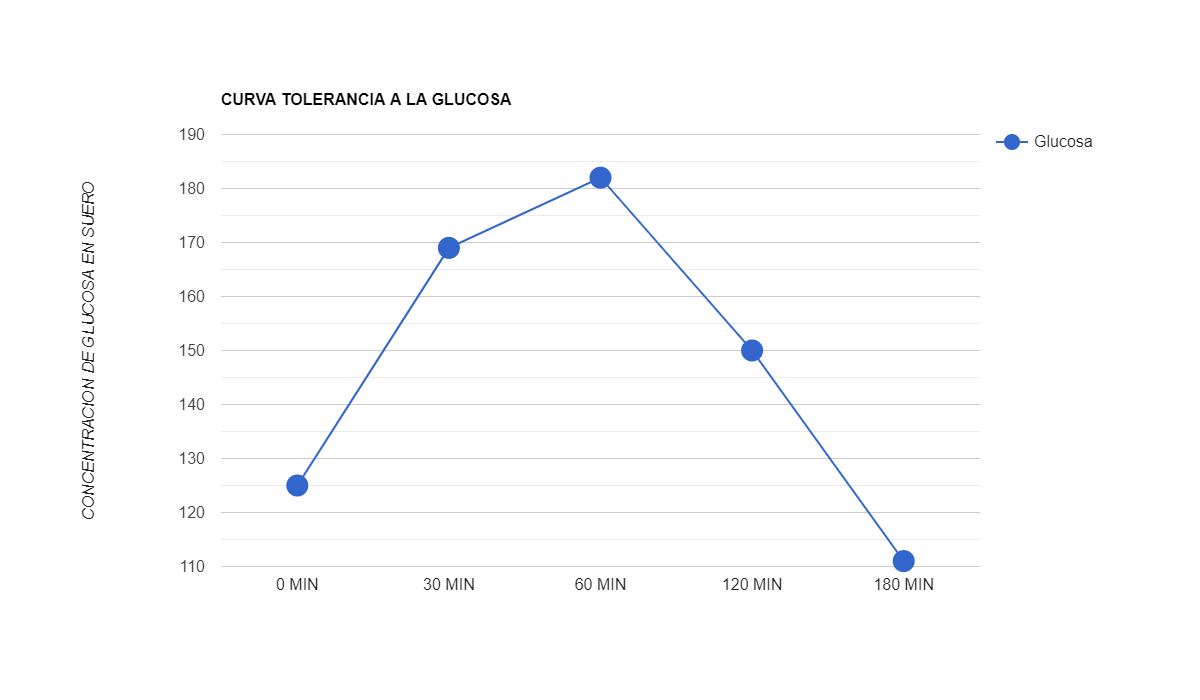 CURVA TOLERANCIA A LA GLUCOSA
CONCENTRACION DE GLUCOSA EN SUERO
190
180
170
160
150
140
130
120
110
0 MIN
30 MIN
60 MIN
120 MIN
180 MIN
Glucosa